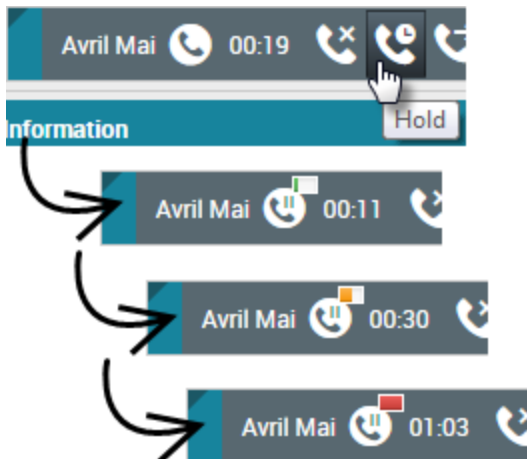 Avril Mai 00:19
Hold
Information
Avril Mai 00:11
Avril Mai 00:30
Avril Mai 01:03